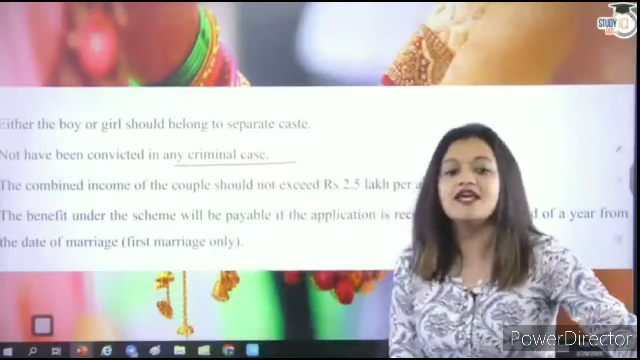 STUDY IQ
Either the boy or girl should belong to separate caste.
Not have been convicted in any criminal case.
The combined income of the couple should not exceed Rs 2.5 lakh per
The benefit under the scheme will be payable if the application is of a year from
the date of marriage (first marriage only).
PowerDirector